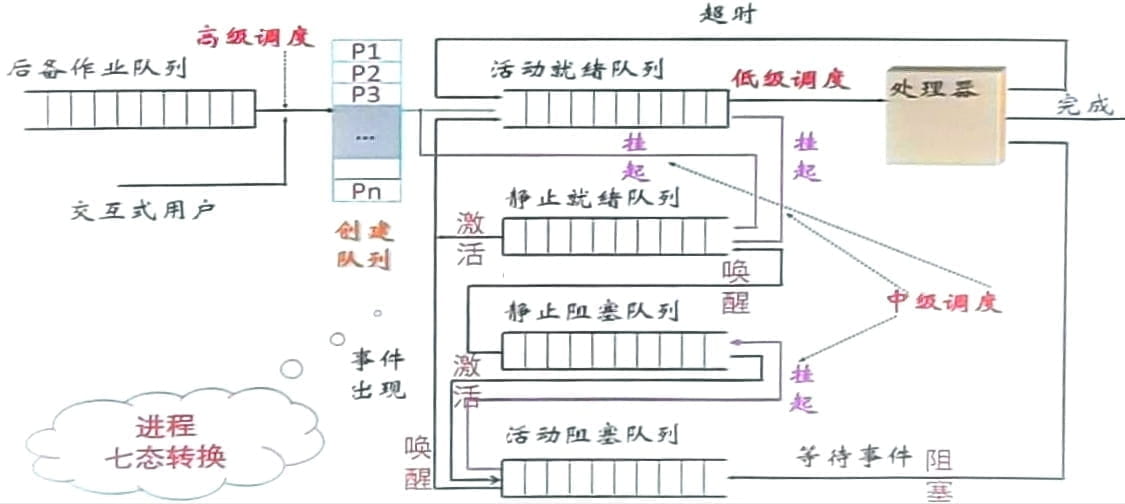 超时
高级调度
后备作业队列
P1
P2
P3
...
Pn
创建
队列
交互式用户
活动就绪队列
低级调度
处理器
完成
挂
起
挂
起
静止就绪队列
激
活
唤
醒
中级调度
静止阻塞队列
事件
出现
激
活
挂
起
进程
七态转换
活动阻塞队列
唤
醒
等待事件
阻
塞